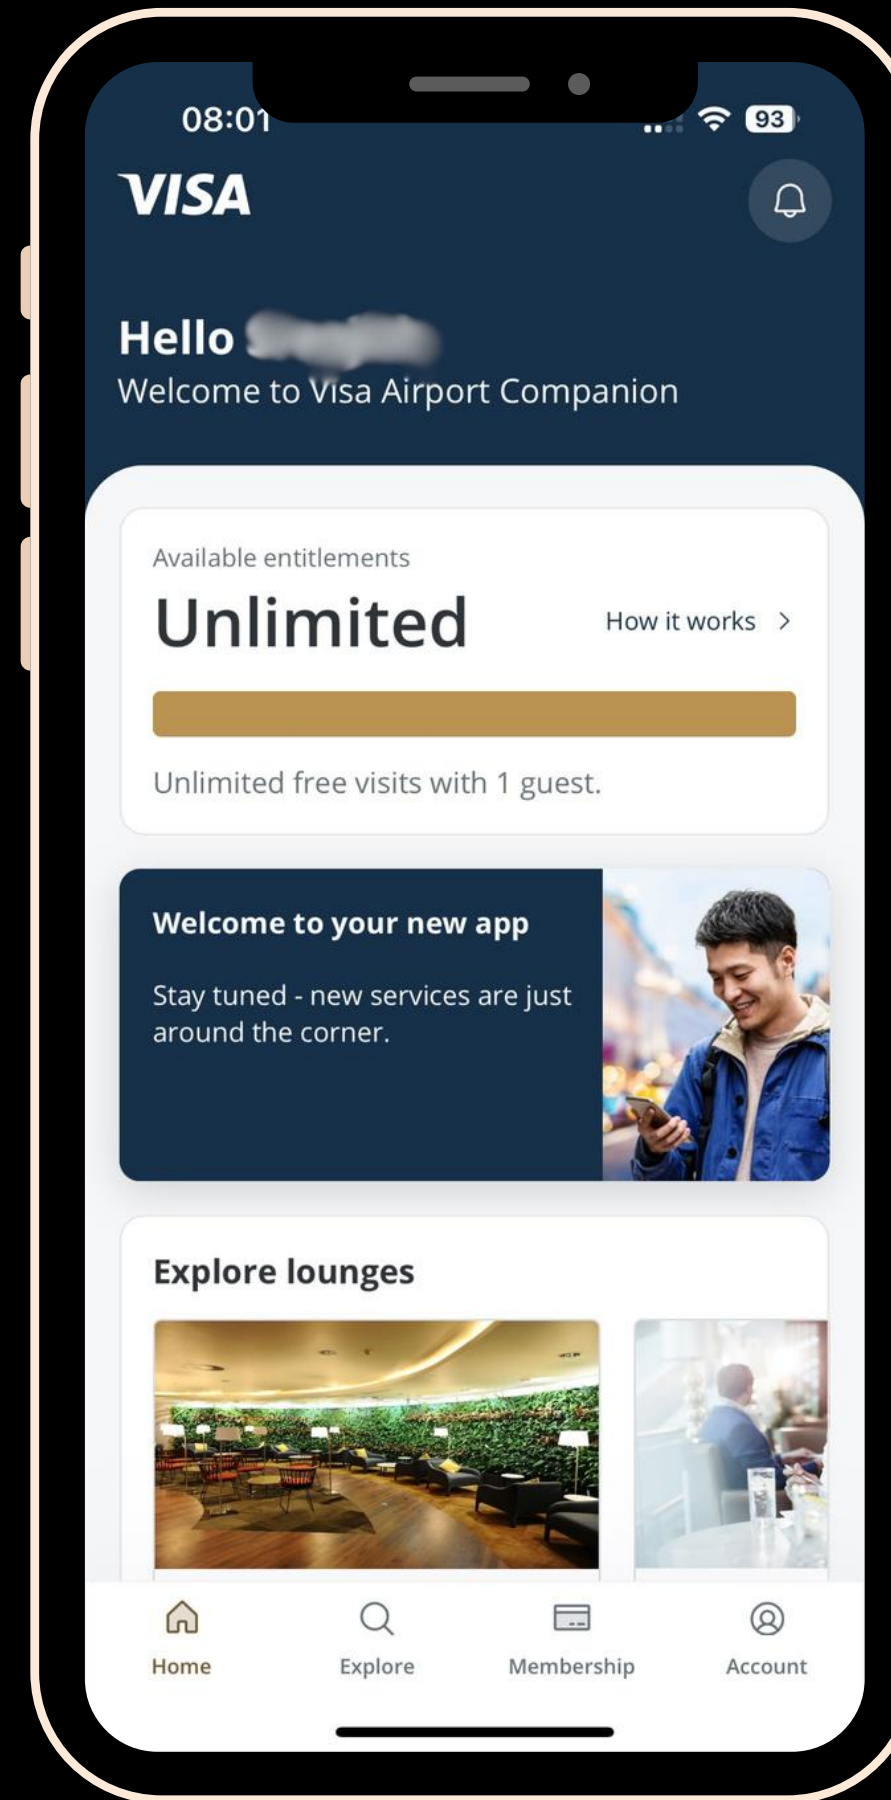 08:01
93
VISA
Hello
Welcome to Visa Airport Companion
Available entitlements
Unlimited
How it works
Unlimited free visits with 1 guest.
Welcome to your new app
Stay tuned - new services are just
around the corner.
Explore lounges
Home
Explore
Membership
Account